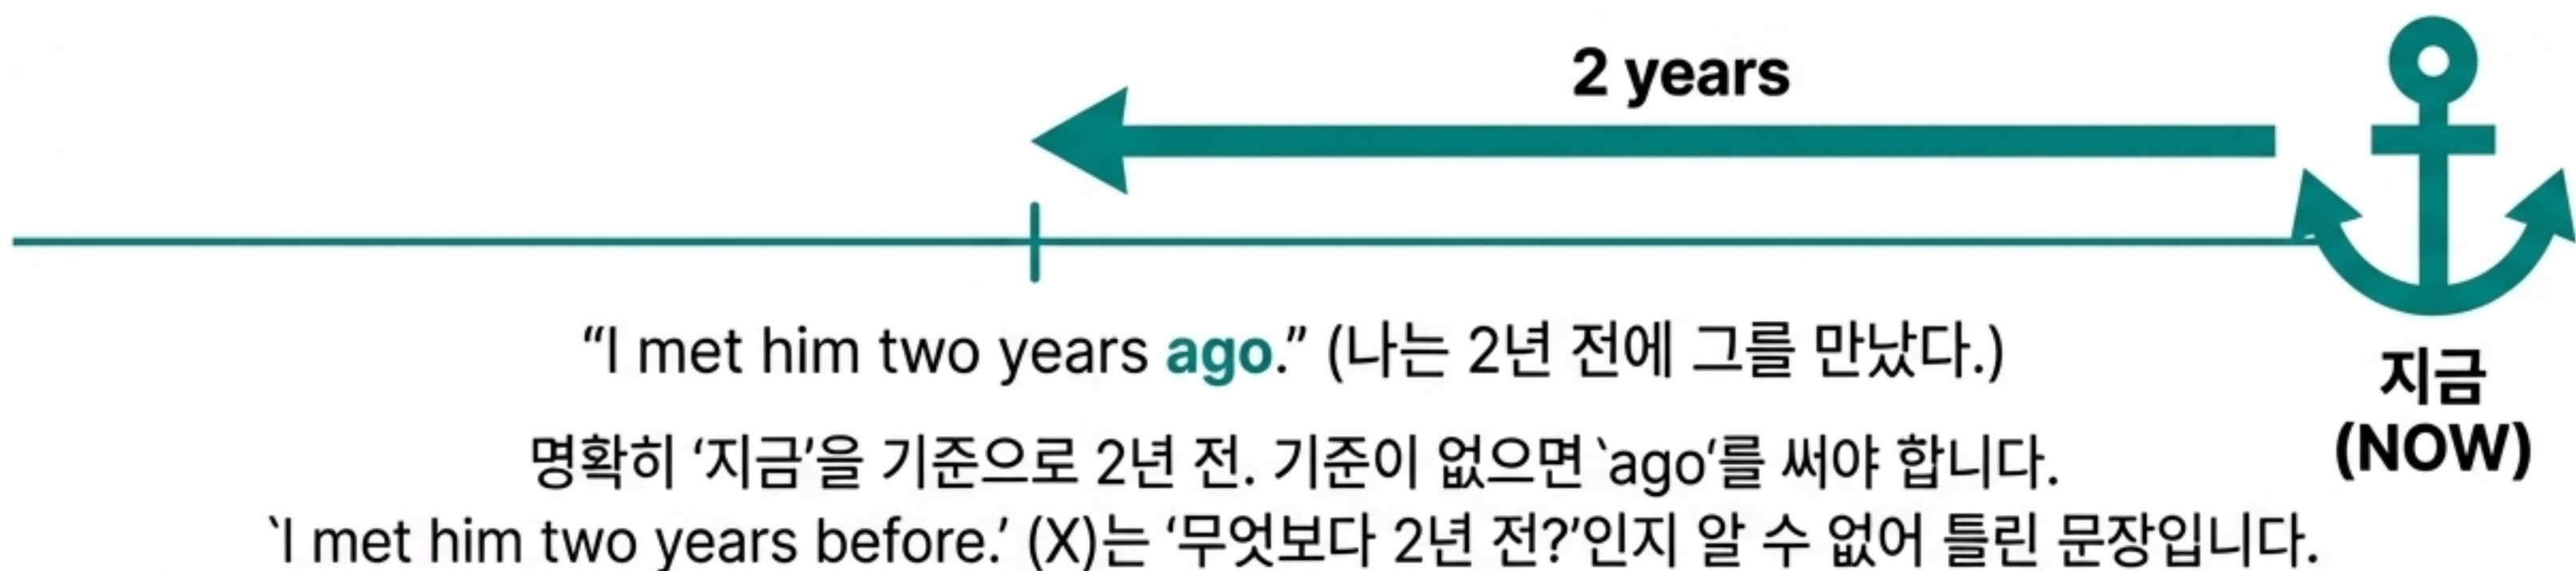 2 years
“I met him two years ago.” (나는 2년 전에 그를 만났다.)
지금
(NOW)
명확히 ‘지금’을 기준으로 2년 전. 기준이 없으면 `ago‘를 써야 합니다.
`I met him two years before.’ (X)는 ‘무엇보다 2년 전?’인지 알 수 없어 틀린 문장입니다.